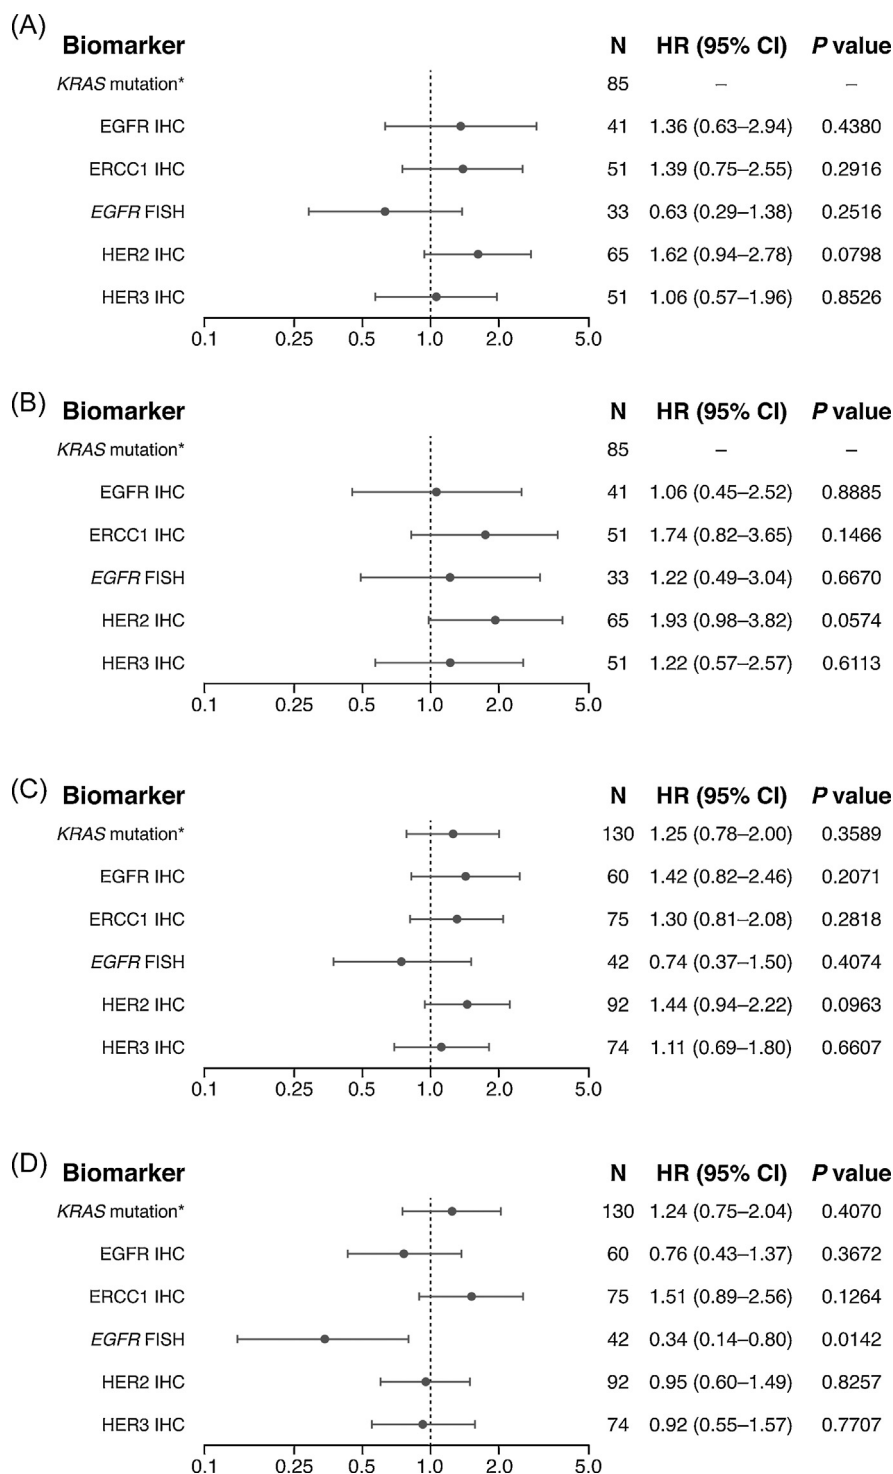 (A)
Biomarker N HR (95% CI) P value
KRAS mutation* 85 – –
EGFR IHC 41 1.36 (0.63–2.94) 0.4380
ERCC1 IHC 51 1.39 (0.75–2.55) 0.2916
EGFR FISH 33 0.63 (0.29–1.38) 0.2516
HER2 IHC 65 1.62 (0.94–2.78) 0.0798
HER3 IHC 51 1.06 (0.57–1.96) 0.8526
0.1 0.25 0.5 1.0 2.0 5.0
(B)
Biomarker N HR (95% CI) P value
KRAS mutation* 85 – –
EGFR IHC 41 1.06 (0.45–2.52) 0.8885
ERCC1 IHC 51 1.74 (0.82–3.65) 0.1466
EGFR FISH 33 1.22 (0.49–3.04) 0.6670
HER2 IHC 65 1.93 (0.98–3.82) 0.0574
HER3 IHC 51 1.22 (0.57–2.57) 0.6113
0.1 0.25 0.5 1.0 2.0 5.0
(C)
Biomarker N HR (95% CI) P value
KRAS mutation* 130 1.25 (0.78–2.00) 0.3589
EGFR IHC 60 1.42 (0.82–2.46) 0.2071
ERCC1 IHC 75 1.30 (0.81–2.08) 0.2818
EGFR FISH 42 0.74 (0.37–1.50) 0.4074
HER2 IHC 92 1.44 (0.94–2.22) 0.0963
HER3 IHC 74 1.11 (0.69–1.80) 0.6607
0.1 0.25 0.5 1.0 2.0 5.0
(D)
Biomarker N HR (95% CI) P value
KRAS mutation* 130 1.24 (0.75–2.04) 0.4070
EGFR IHC 60 0.76 (0.43–1.37) 0.3672
ERCC1 IHC 75 1.51 (0.89–2.56) 0.1264
EGFR FISH 42 0.34 (0.14–0.80) 0.0142
HER2 IHC 92 0.95 (0.60–1.49) 0.8257
HER3 IHC 74 0.92 (0.55–1.57) 0.7707
0.1 0.25 0.5 1.0 2.0 5.0